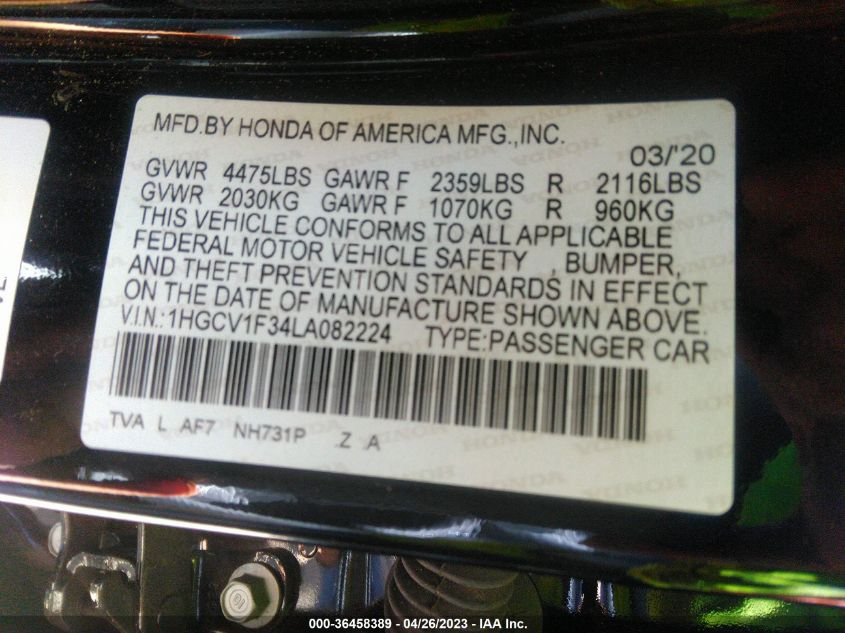 MFD.BY HONDA OF AMERICA MFG.,INC.
03/'20
GVWR 4475LBS GAWR F 2359LBS R 2116LBS
GVWR 2030KG GAWR F 1070KG R 960KG
THIS VEHICLE CONFORMS TO ALL APPLICABLE
FEDERAL MOTOR VEHICLE SAFETY , BUMPER,
AND THEFT PREVENTION STANDARDS IN EFFECT
ON THE DATE OF MANUFACTURE SHOWN ABOVE.
V.I.N.:1HGCV1F34LA082224 TYPE:PASSENGER CAR
TVA L AF7 NH731P Z A
000-36458389 - 04/26/2023 - IAA Inc.